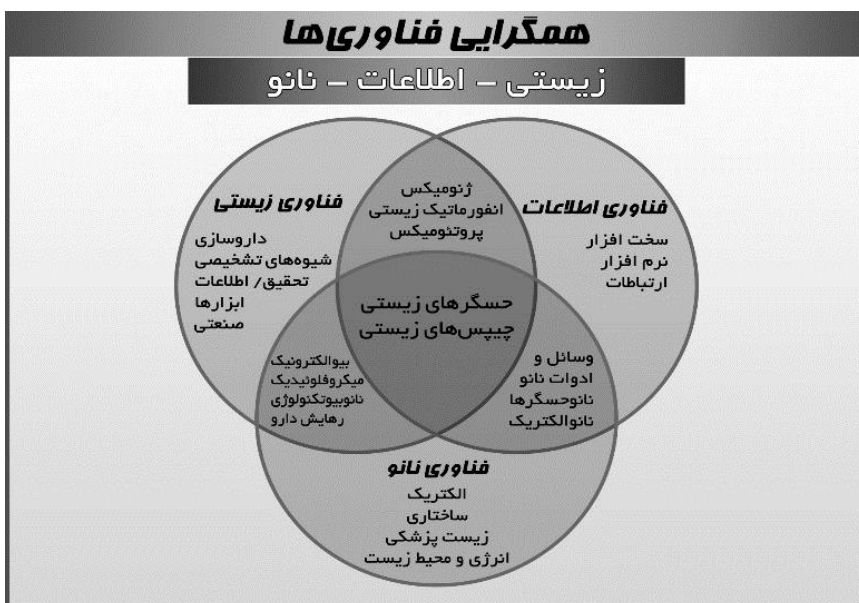 همگرایی فناوری‌ها
زیستی - اطلاعات - نانو
فناوری اطلاعات
سخت افزار
نرم افزار
ارتباطات
ژنومیکس
انفورماتیک زیستی
پروتئومیکس
فناوری زیستی
داروسازی
شیوه‌های تشخیصی
تحقیق/ اطلاعات
ابزارها
صنعتی
حسگرهای زیستی
چیپس‌های زیستی
وسائل و
ادوات نانو
نانوحسگرها
نانوالکتریک
بیوالکترونیک
میکروفلوئیدیک
نانوبیوتکنولوژی
رهایش دارو
فناوری نانو
الکتریک
ساختاری
زیست پزشکی
انرژی و محیط زیست